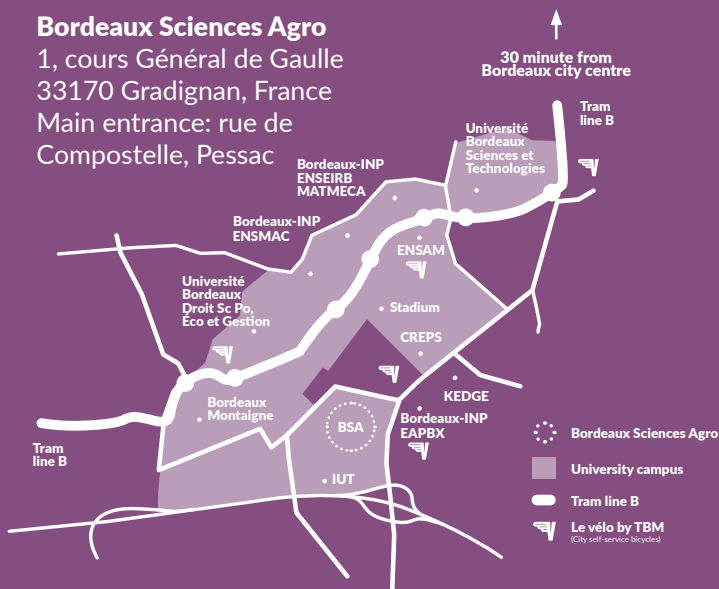 Bordeaux Sciences Agro
1, cours Général de Gaulle
33170 Gradignan, France
Main entrance: rue de
Compostelle, Pessac
30 minute from
Bordeaux city centre
Tram
line B
Université
Bordeaux
Sciences et
Technologies
Bordeaux-INP
ENSEIRB
MATMECA
Bordeaux-INP
ENSMAC
ENSAM
Université
Bordeaux
Droit Sc Po,
Éco et Gestion
Stadium
CREPS
KEDGE
Bordeaux
Montaigne
Bordeaux-INP
EAPBX
BSA
IUT
Tram
line B
Bordeaux Sciences Agro
University campus
Tram line B
Le vélo by TBM
(City self-service bicycles)